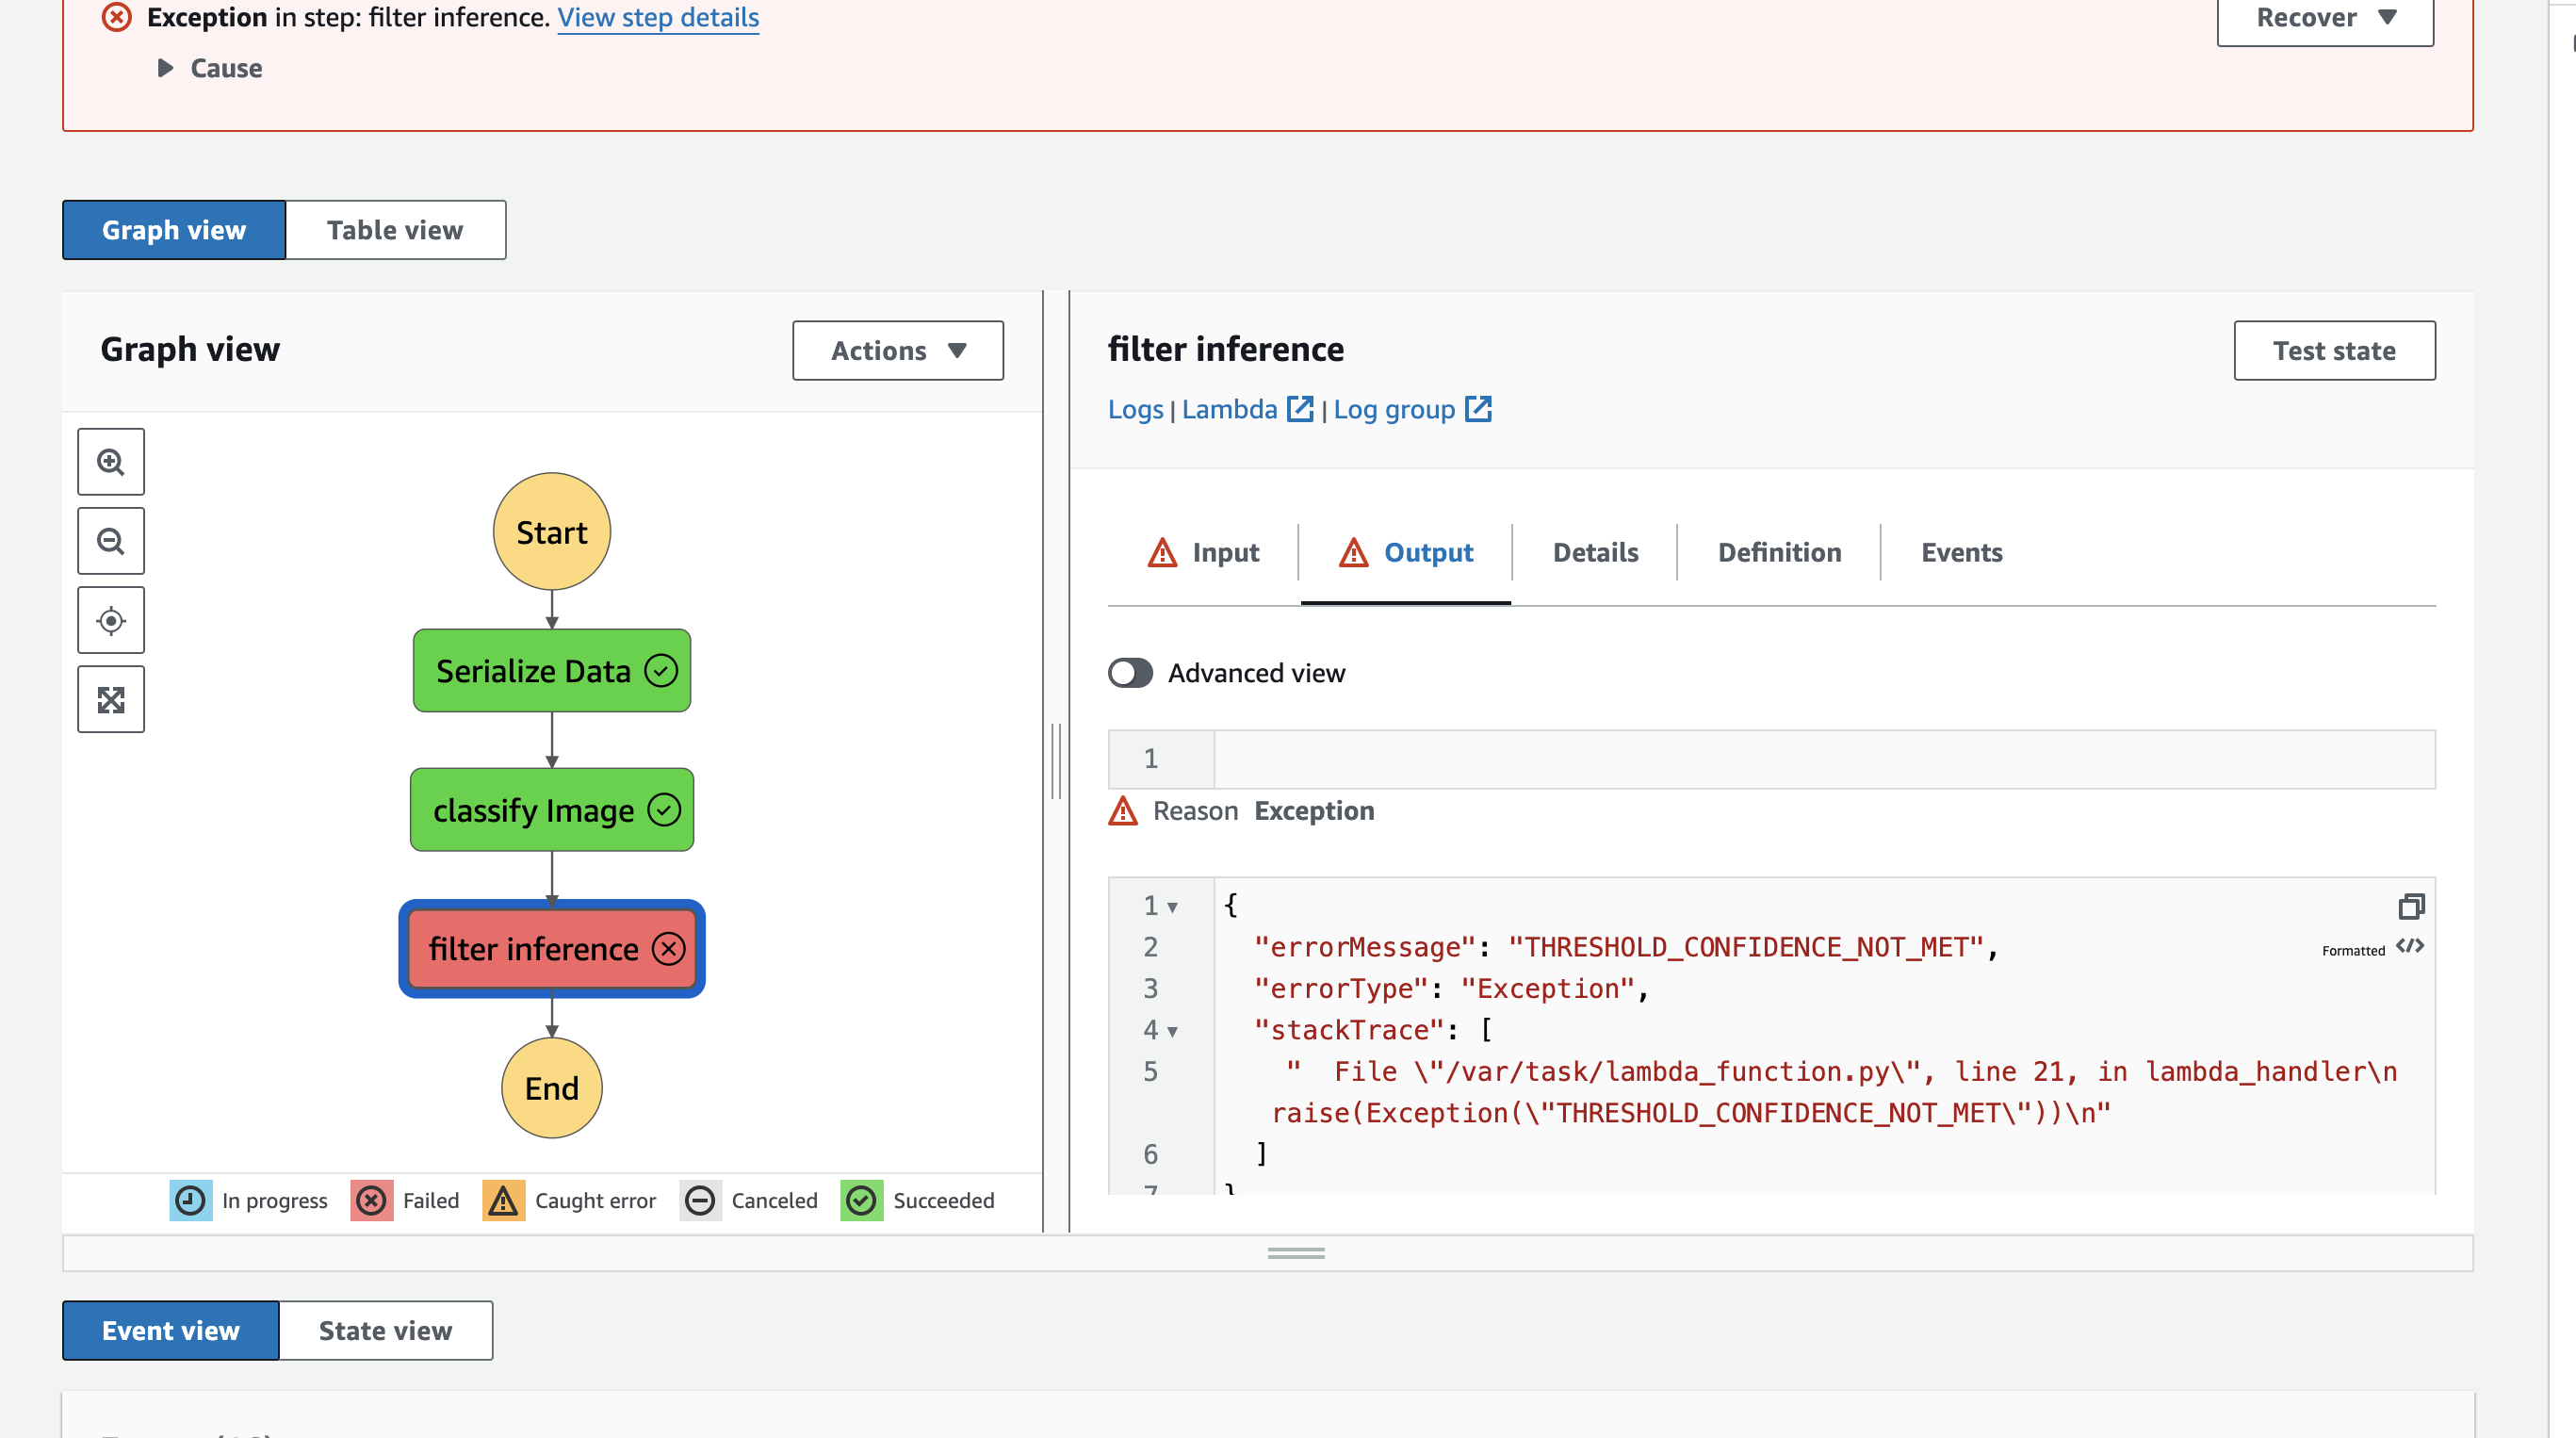 Exception in step: filter inference. View step details
Recover
Cause
Graph view
Table view
Graph view
Actions
filter inference
Test state
Logs | Lambda | Log group
Start
Serialize Data
classify Image
filter inference
End
Input
Output
Details
Definition
Events
Advanced view
1
Reason Exception
1 {
2 "errorMessage": "THRESHOLD_CONFIDENCE_NOT_MET",
Formatted </>
3 "errorType": "Exception",
4 "stackTrace": [
5 "  File \"/var/task/lambda_function.py\", line 21, in lambda_handler\n
raise(Exception(\"THRESHOLD_CONFIDENCE_NOT_MET\"))\n"
6 ]
7 }
In progress
Failed
Caught error
Canceled
Succeeded
Event view
State view